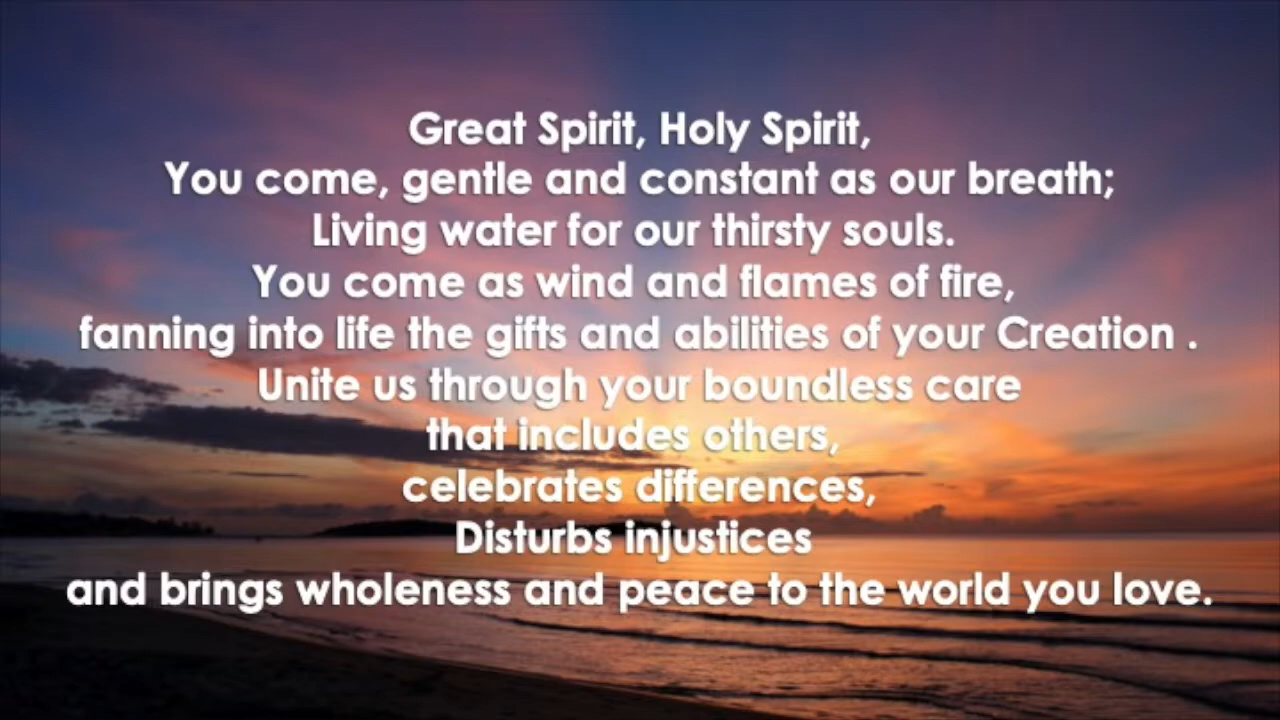 Great Spirit, Holy Spirit,
You come, gentle and constant as our breath;
Living water for our thirsty souls.
You come as wind and flames of fire,
fanning into life the gifts and abilities of your Creation .
Unite us through your boundless care
that includes others,
celebrates differences,
Disturbs injustices
and brings wholeness and peace to the world you love.